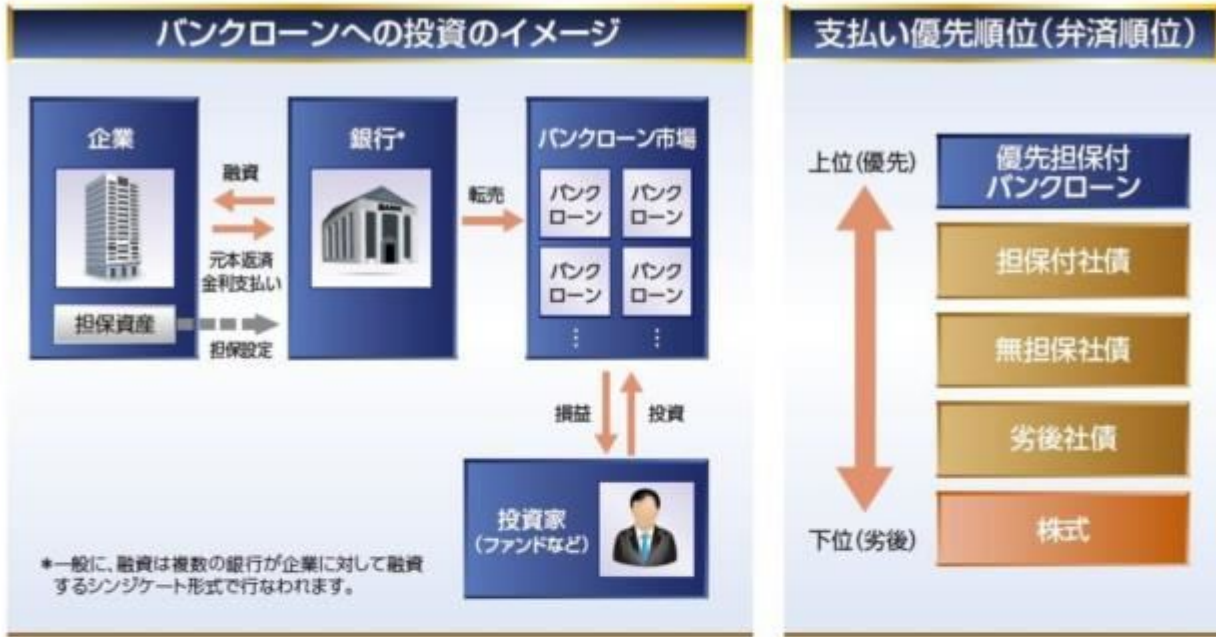 バンクローンへの投資のイメージ
企業
銀行*
バンクローン市場
融資
元本返済
金利支払い
担保資産
担保設定
転売
バンク
ローン
バンク
ローン
バンク
ローン
バンク
ローン
⋮
⋮
損益
投資
投資家
(ファンドなど)
*一般に、融資は複数の銀行が企業に対して融資
するシンジケート形式で行なわれます。
支払い優先順位(弁済順位)
上位(優先)
下位(劣後)
優先担保付
バンクローン
担保付社債
無担保社債
劣後社債
株式